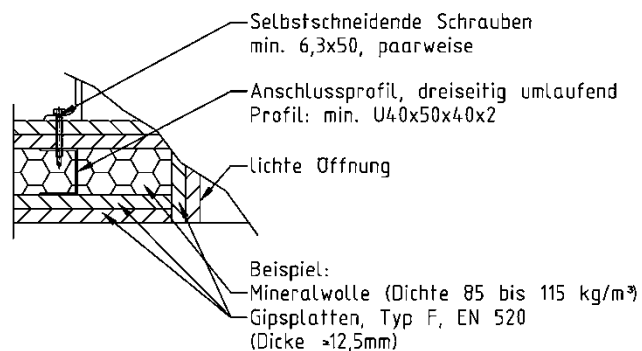 Selbstschneidende Schrauben
min. 6,3x50, paarweise
Anschlussprofil, dreiseitig umlaufend
Profil: min. U40x50x40x2
lichte Öffnung
Beispiel:
Mineralwolle (Dichte 85 bis 115 kg/m³)
Gipsplatten, Typ F, EN 520
(Dicke ≥12,5mm)